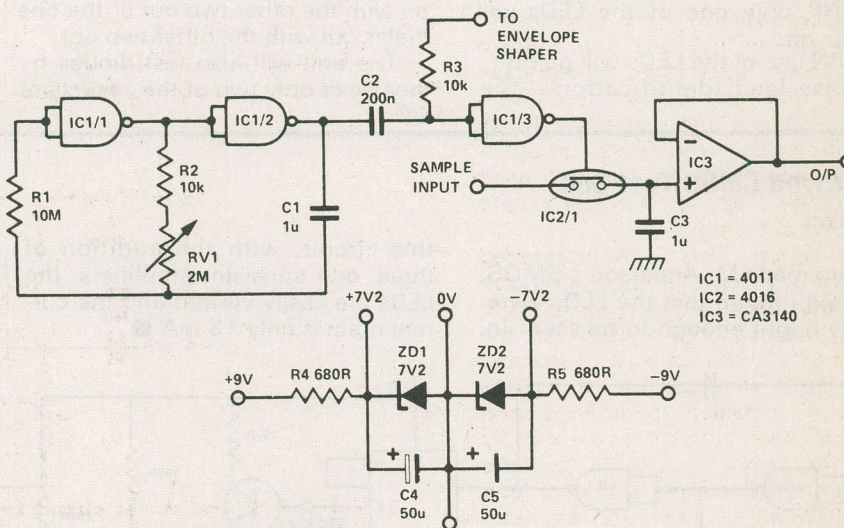 TO
ENVELOPE
SHAPER
R3
10k
C2
200n
IC1/1
IC1/2
IC1/3
SAMPLE
INPUT
IC2/1
IC3
−
+
O/P
R1
10M
R2
10k
RV1
2M
C1
1u
C3
1u
IC1 = 4011
IC2 = 4016
IC3 = CA3140
+7V2
0V
−7V2
ZD1
7V2
ZD2
7V2
+9V
R4 680R
R5 680R
−9V
+
C4
50u
+
C5
50u